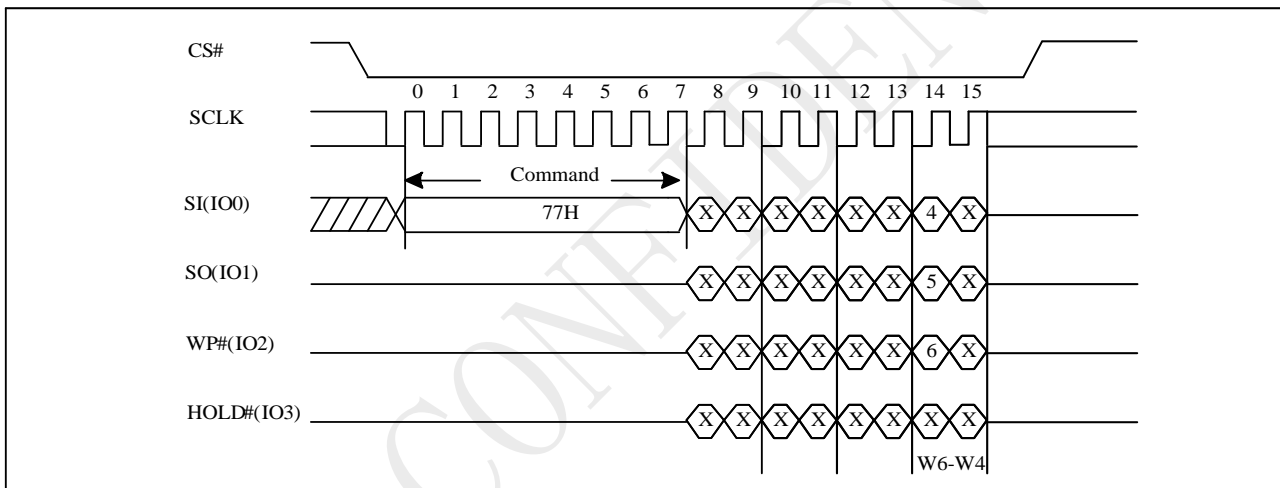 CS#
0 1 2 3 4 5 6 7 8 9 10 11 12 13 14 15
SCLK
Command
SI(IO0) 77H X X X X X X 4 X
SO(IO1) X X X X X X 5 X
WP#(IO2) X X X X X X 6 X
HOLD#(IO3) X X X X X X X X
W6-W4
CONFIDEN